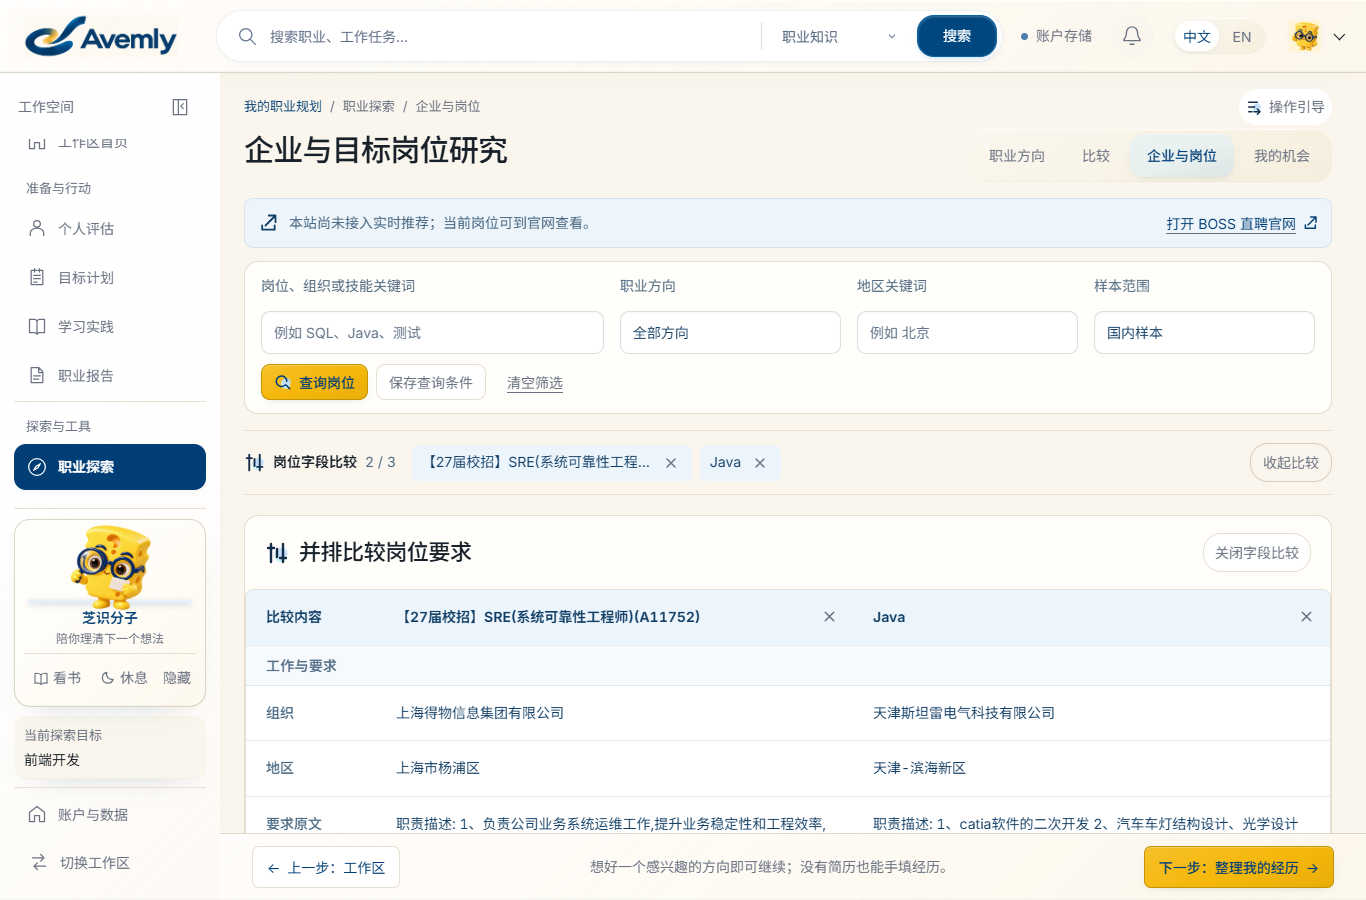 Avemly
搜索职业、工作任务...
职业知识
搜索
账户存储
中文
EN
工作空间
工作区首页
准备与行动
个人评估
目标计划
学习实践
职业报告
探索与工具
职业探索
芝识分子
陪你理清下一个想法
看书
休息
隐藏
当前探索目标
前端开发
账户与数据
切换工作区
我的职业规划 / 职业探索 / 企业与岗位
操作引导
企业与目标岗位研究
职业方向
比较
企业与岗位
我的机会
本站尚未接入实时推荐；当前岗位可到官网查看。
打开 BOSS 直聘官网
岗位、组织或技能关键词
职业方向
地区关键词
样本范围
例如 SQL、Java、测试
全部方向
例如 北京
国内样本
查询岗位
保存查询条件
清空筛选
岗位字段比较 2 / 3
【27届校招】SRE(系统可靠性工程...
Java
收起比较
并排比较岗位要求
关闭字段比较
比较内容
【27届校招】SRE(系统可靠性工程师)(A11752)
Java
工作与要求
组织
上海得物信息集团有限公司
天津斯坦雷电气科技有限公司
地区
上海市杨浦区
天津-滨海新区
要求原文
职责描述: 1、负责公司业务系统运维工作,提升业务稳定性和工程效率,
职责描述: 1、catia软件的二次开发 2、汽车车灯结构设计、光学设计
← 上一步：工作区
想好一个感兴趣的方向即可继续；没有简历也能手填经历。
下一步：整理我的经历 →